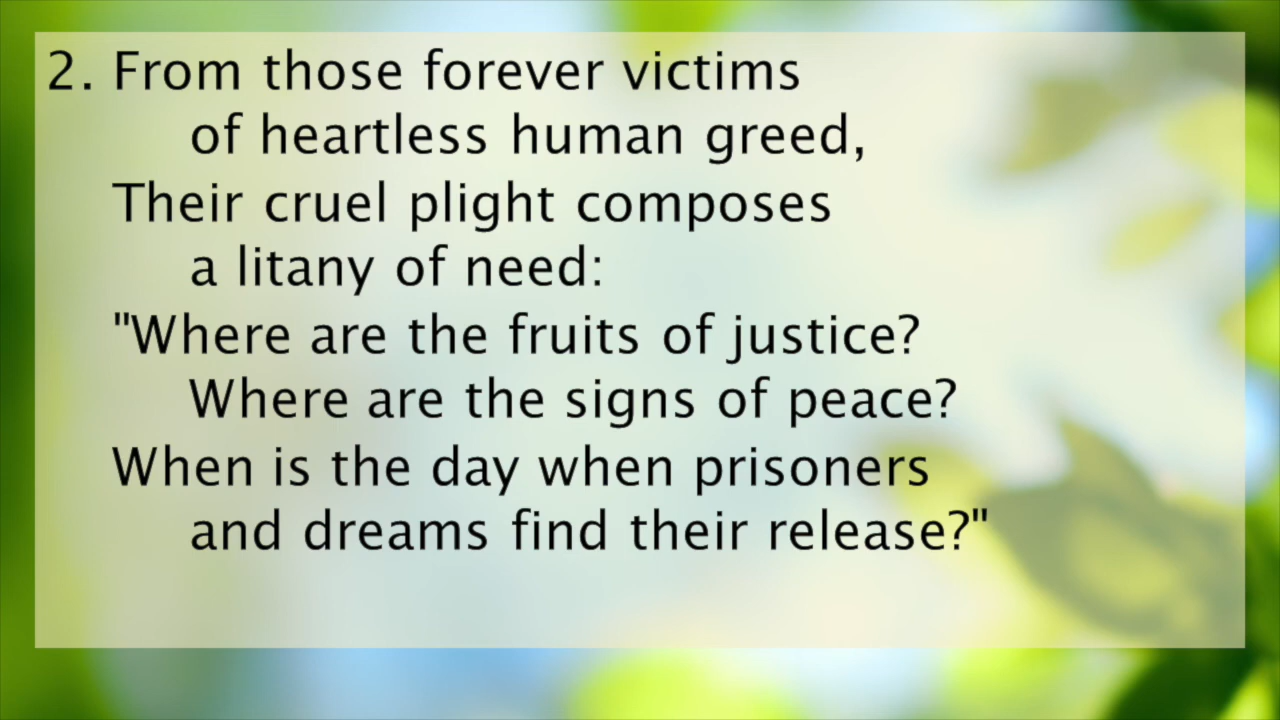 2. From those forever victims
of heartless human greed,
Their cruel plight composes
a litany of need:
"Where are the fruits of justice?
Where are the signs of peace?
When is the day when prisoners
and dreams find their release?"